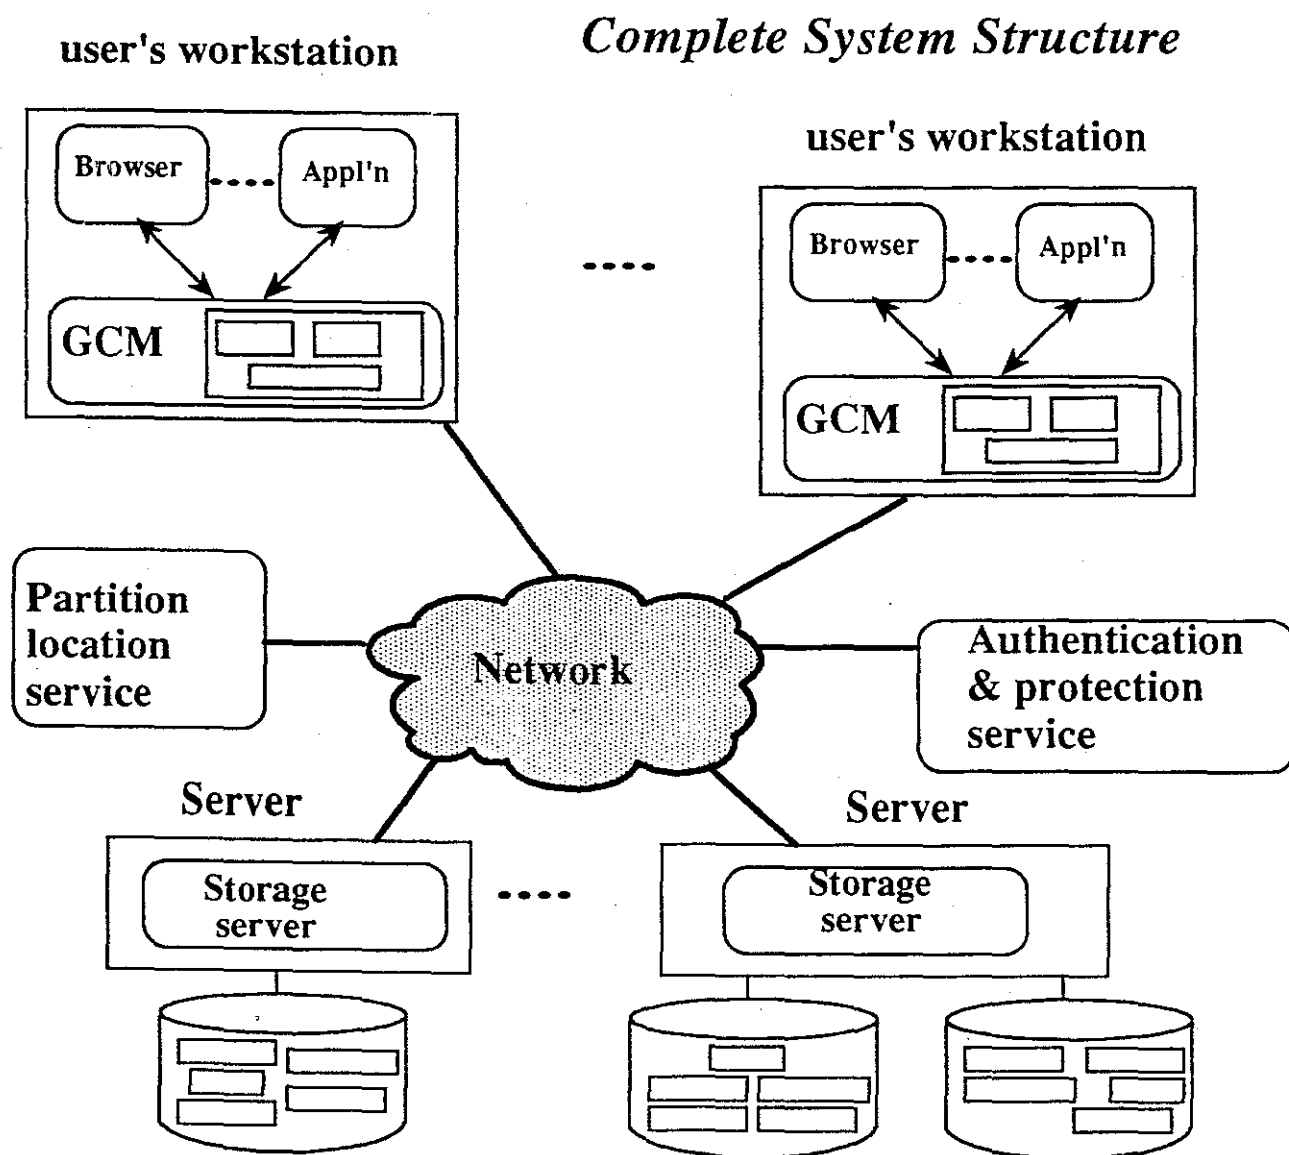 Complete System Structure
user's workstation
Browser
Appl'n
GCM
user's workstation
Browser
Appl'n
GCM
Partition
location
service
Network
Authentication
& protection
service
Server
Storage
server
Server
Storage
server